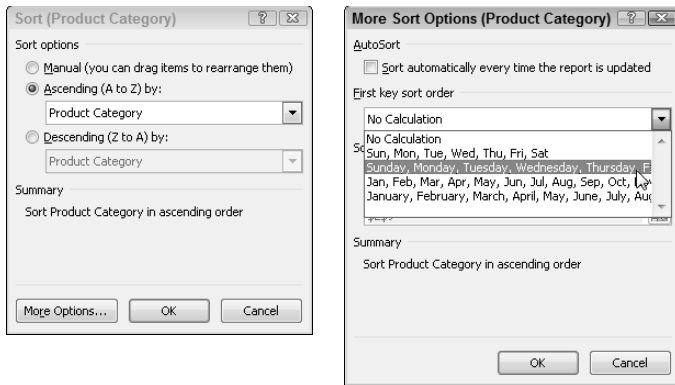 Sort (Product Category)
Sort options
Manual (you can drag items to rearrange them)
Ascending (A to Z) by:
Product Category
Descending (Z to A) by:
Product Category
Summary
Sort Product Category in ascending order
More Options...
OK
Cancel
More Sort Options (Product Category)
AutoSort
Sort automatically every time the report is updated
First key sort order
No Calculation
No Calculation
Sun, Mon, Tue, Wed, Thu, Fri, Sat
Sunday, Monday, Tuesday, Wednesday, Thursday, F
Jan, Feb, Mar, Apr, May, Jun, Jul, Aug, Sep, Oct,
January, February, March, April, May, June, July, Aug
Summary
Sort Product Category in ascending order
OK
Cancel